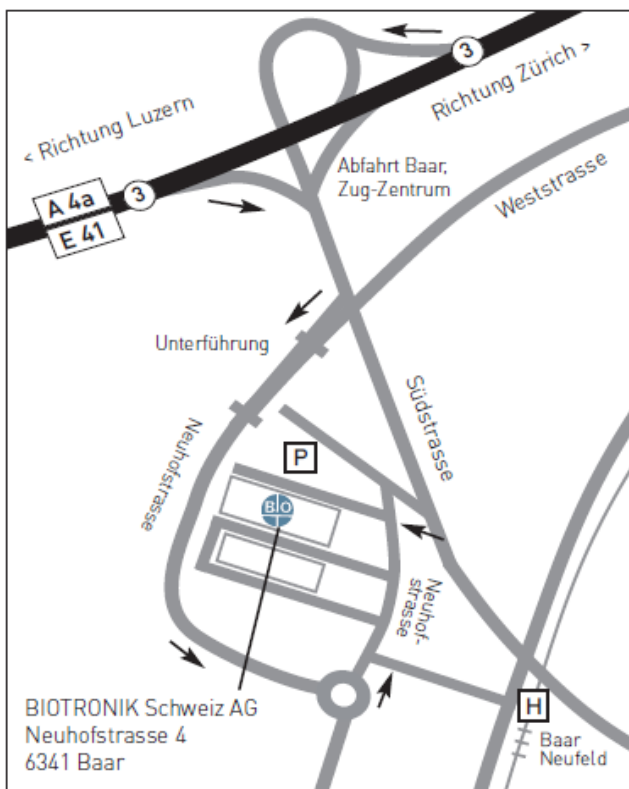 3
Richtung Zürich >
< Richtung Luzern
Abfahrt Baar,
Zug-Zentrum
Weststrasse
3
A 4a
E 41
Unterführung
Südstrasse
Neuhofstrasse
P
BIO
Neuhof-
strasse
BIOTRONIK Schweiz AG
Neuhofstrasse 4
6341 Baar
H
Baar
Neufeld